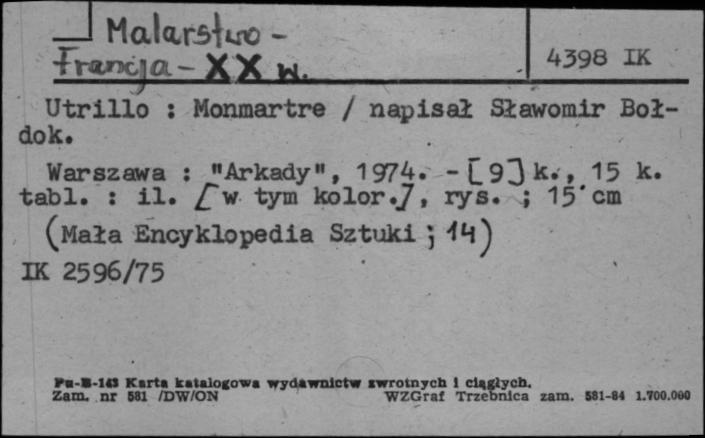 Malarstwo -
Francja - XX w.
4398 IK
Utrillo : Monmartre / napisał Sławomir Boł-
dok.
Warszawa : "Arkady", 1974. - [9] k., 15 k.
tabl. : il. [w tym kolor.], rys. ; 15 cm
(Mała Encyklopedia Sztuki ; 14)
IK 2596/75
Pu-B-143 Karta katalogowa wydawnictw zwrotnych i ciągłych.
Zam. nr 581 /DW/ON WZGraf Trzebnica zam. 581-84 1.700.000